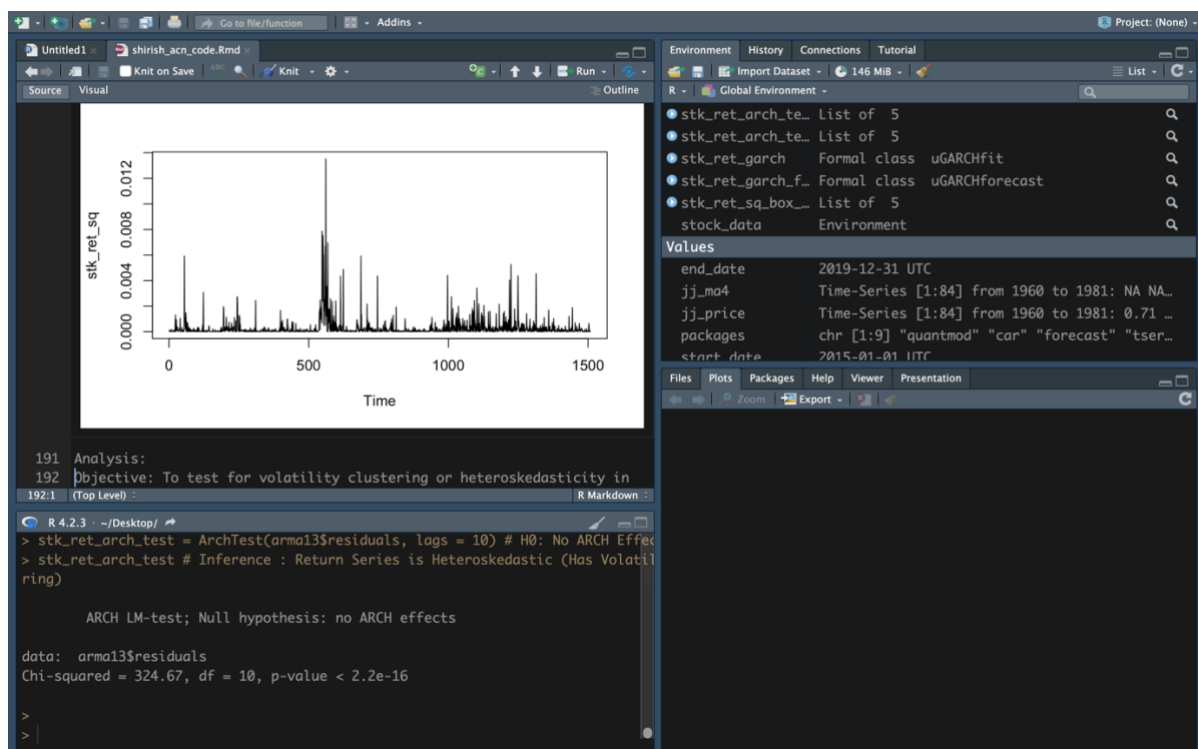 Go to file/function
Addins
Project: (None)
Untitled1
shirish_acn_code.Rmd
Knit on Save
ABC
Knit
Run
Source
Visual
Outline
stk_ret_sq
0.012
0.008
0.004
0.000
0
500
1000
1500
Time
191 Analysis:
192 Objective: To test for volatility clustering or heteroskedasticity in
192:1
(Top Level)
R Markdown
R 4.2.3 · ~/Desktop/
> stk_ret_arch_test = ArchTest(arma13$residuals, lags = 10) # H0: No ARCH Effec
> stk_ret_arch_test # Inference : Return Series is Heteroskedastic (Has Volatil
ring)
ARCH LM-test; Null hypothesis: no ARCH effects
data: arma13$residuals
Chi-squared = 324.67, df = 10, p-value < 2.2e-16
>
>
Environment
History
Connections
Tutorial
Import Dataset
146 MiB
List
R
Global Environment
stk_ret_arch_te… List of 5
stk_ret_arch_te… List of 5
stk_ret_garch Formal class uGARCHfit
stk_ret_garch_f… Formal class uGARCHforecast
stk_ret_sq_box_… List of 5
stock_data Environment
Values
end_date 2019-12-31 UTC
jj_ma4 Time-Series [1:84] from 1960 to 1981: NA NA…
jj_price Time-Series [1:84] from 1960 to 1981: 0.71 …
packages chr [1:9] "quantmod" "car" "forecast" "tser…
start_date 2015-01-01 UTC
Files
Plots
Packages
Help
Viewer
Presentation
Zoom
Export